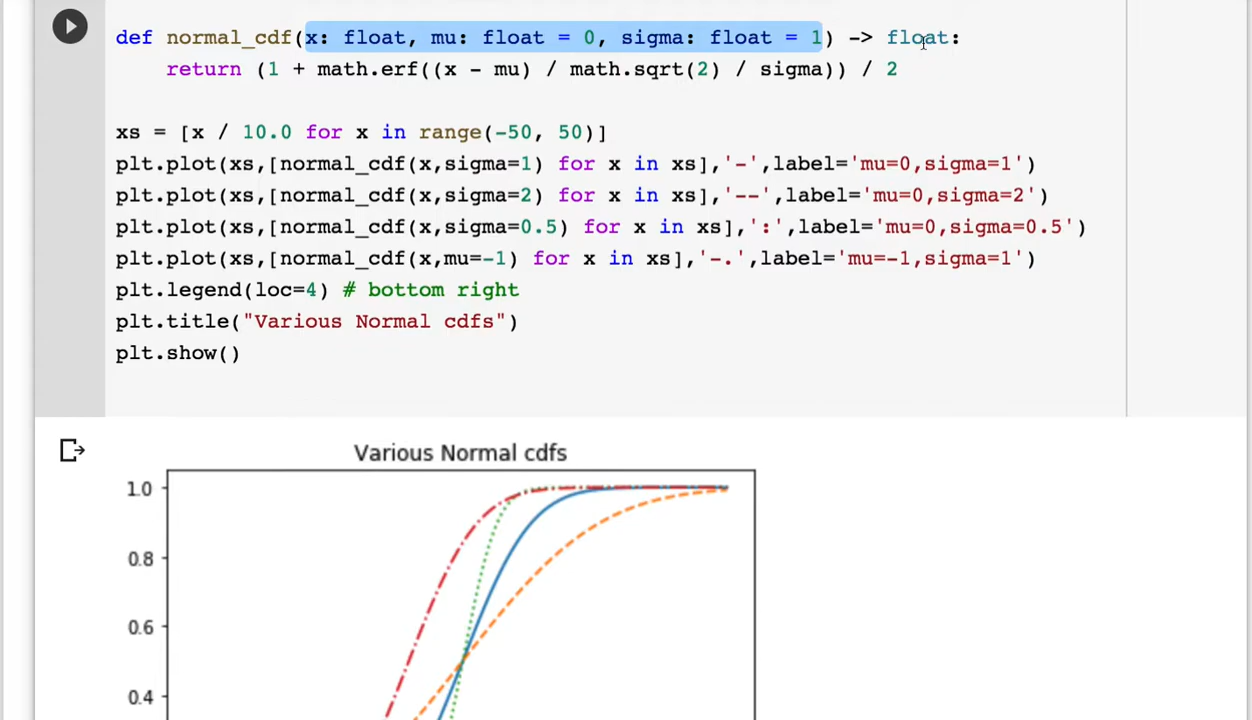 def normal_cdf(x: float, mu: float = 0, sigma: float = 1) -> float:
    return (1 + math.erf((x - mu) / math.sqrt(2) / sigma)) / 2
xs = [x / 10.0 for x in range(-50, 50)]
plt.plot(xs,[normal_cdf(x,sigma=1) for x in xs],'-',label='mu=0,sigma=1')
plt.plot(xs,[normal_cdf(x,sigma=2) for x in xs],'--',label='mu=0,sigma=2')
plt.plot(xs,[normal_cdf(x,sigma=0.5) for x in xs],':',label='mu=0,sigma=0.5')
plt.plot(xs,[normal_cdf(x,mu=-1) for x in xs],'-.',label='mu=-1,sigma=1')
plt.legend(loc=4) # bottom right
plt.title("Various Normal cdfs")
plt.show()
Various Normal cdfs
1.0
0.8
0.6
0.4